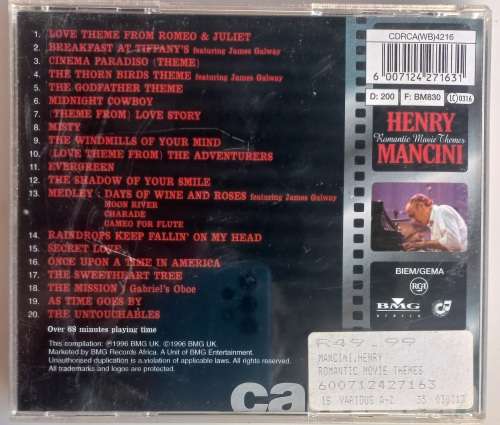 1. LOVE THEME FROM ROMEO & JULIET
2. BREAKFAST AT TIFFANY'S featuring James Galway
3. CINEMA PARADISO (THEME)
4. THE THORN BIRDS THEME featuring James Galway
5. THE GODFATHER THEME
6. MIDNIGHT COWBOY
7. (THEME FROM) LOVE STORY
8. MISTY
9. THE WINDMILLS OF YOUR MIND
10. (LOVE THEME FROM) THE ADVENTURERS
11. EVERGREEN
12. THE SHADOW OF YOUR SMILE
13. MEDLEY : DAYS OF WINE AND ROSES featuring James Galway
MOON RIVER
CHARADE
CAMEO FOR FLUTE
14. RAINDROPS KEEP FALLIN' ON MY HEAD
15. SECRET LOVE
16. ONCE UPON A TIME IN AMERICA
17. THE SWEETHEART TREE
18. THE MISSION / Gabriel's Oboe
19. AS TIME GOES BY
20. THE UNTOUCHABLES
Over 68 minutes playing time
This compilation: ℗1996 BMG UK. ©1996 BMG UK.
Marketed by BMG Records Africa. A Unit of BMG Entertainment.
Unauthorised duplication is a violation of applicable laws. All rights reserved.
All trademarks and logos are protected.
CDRCA(WB)4216
6 007124 271631
D: 200 F: BM830 LC 0316
HENRY
Romantic Movie Themes
MANCINI
BIEM/GEMA
RCA
BMG
AFRICA
R49.99
MANCINI,HENRY
ROMANTIC MOVIE THEMES
600712427163
15 VARIOUS A-Z
ca